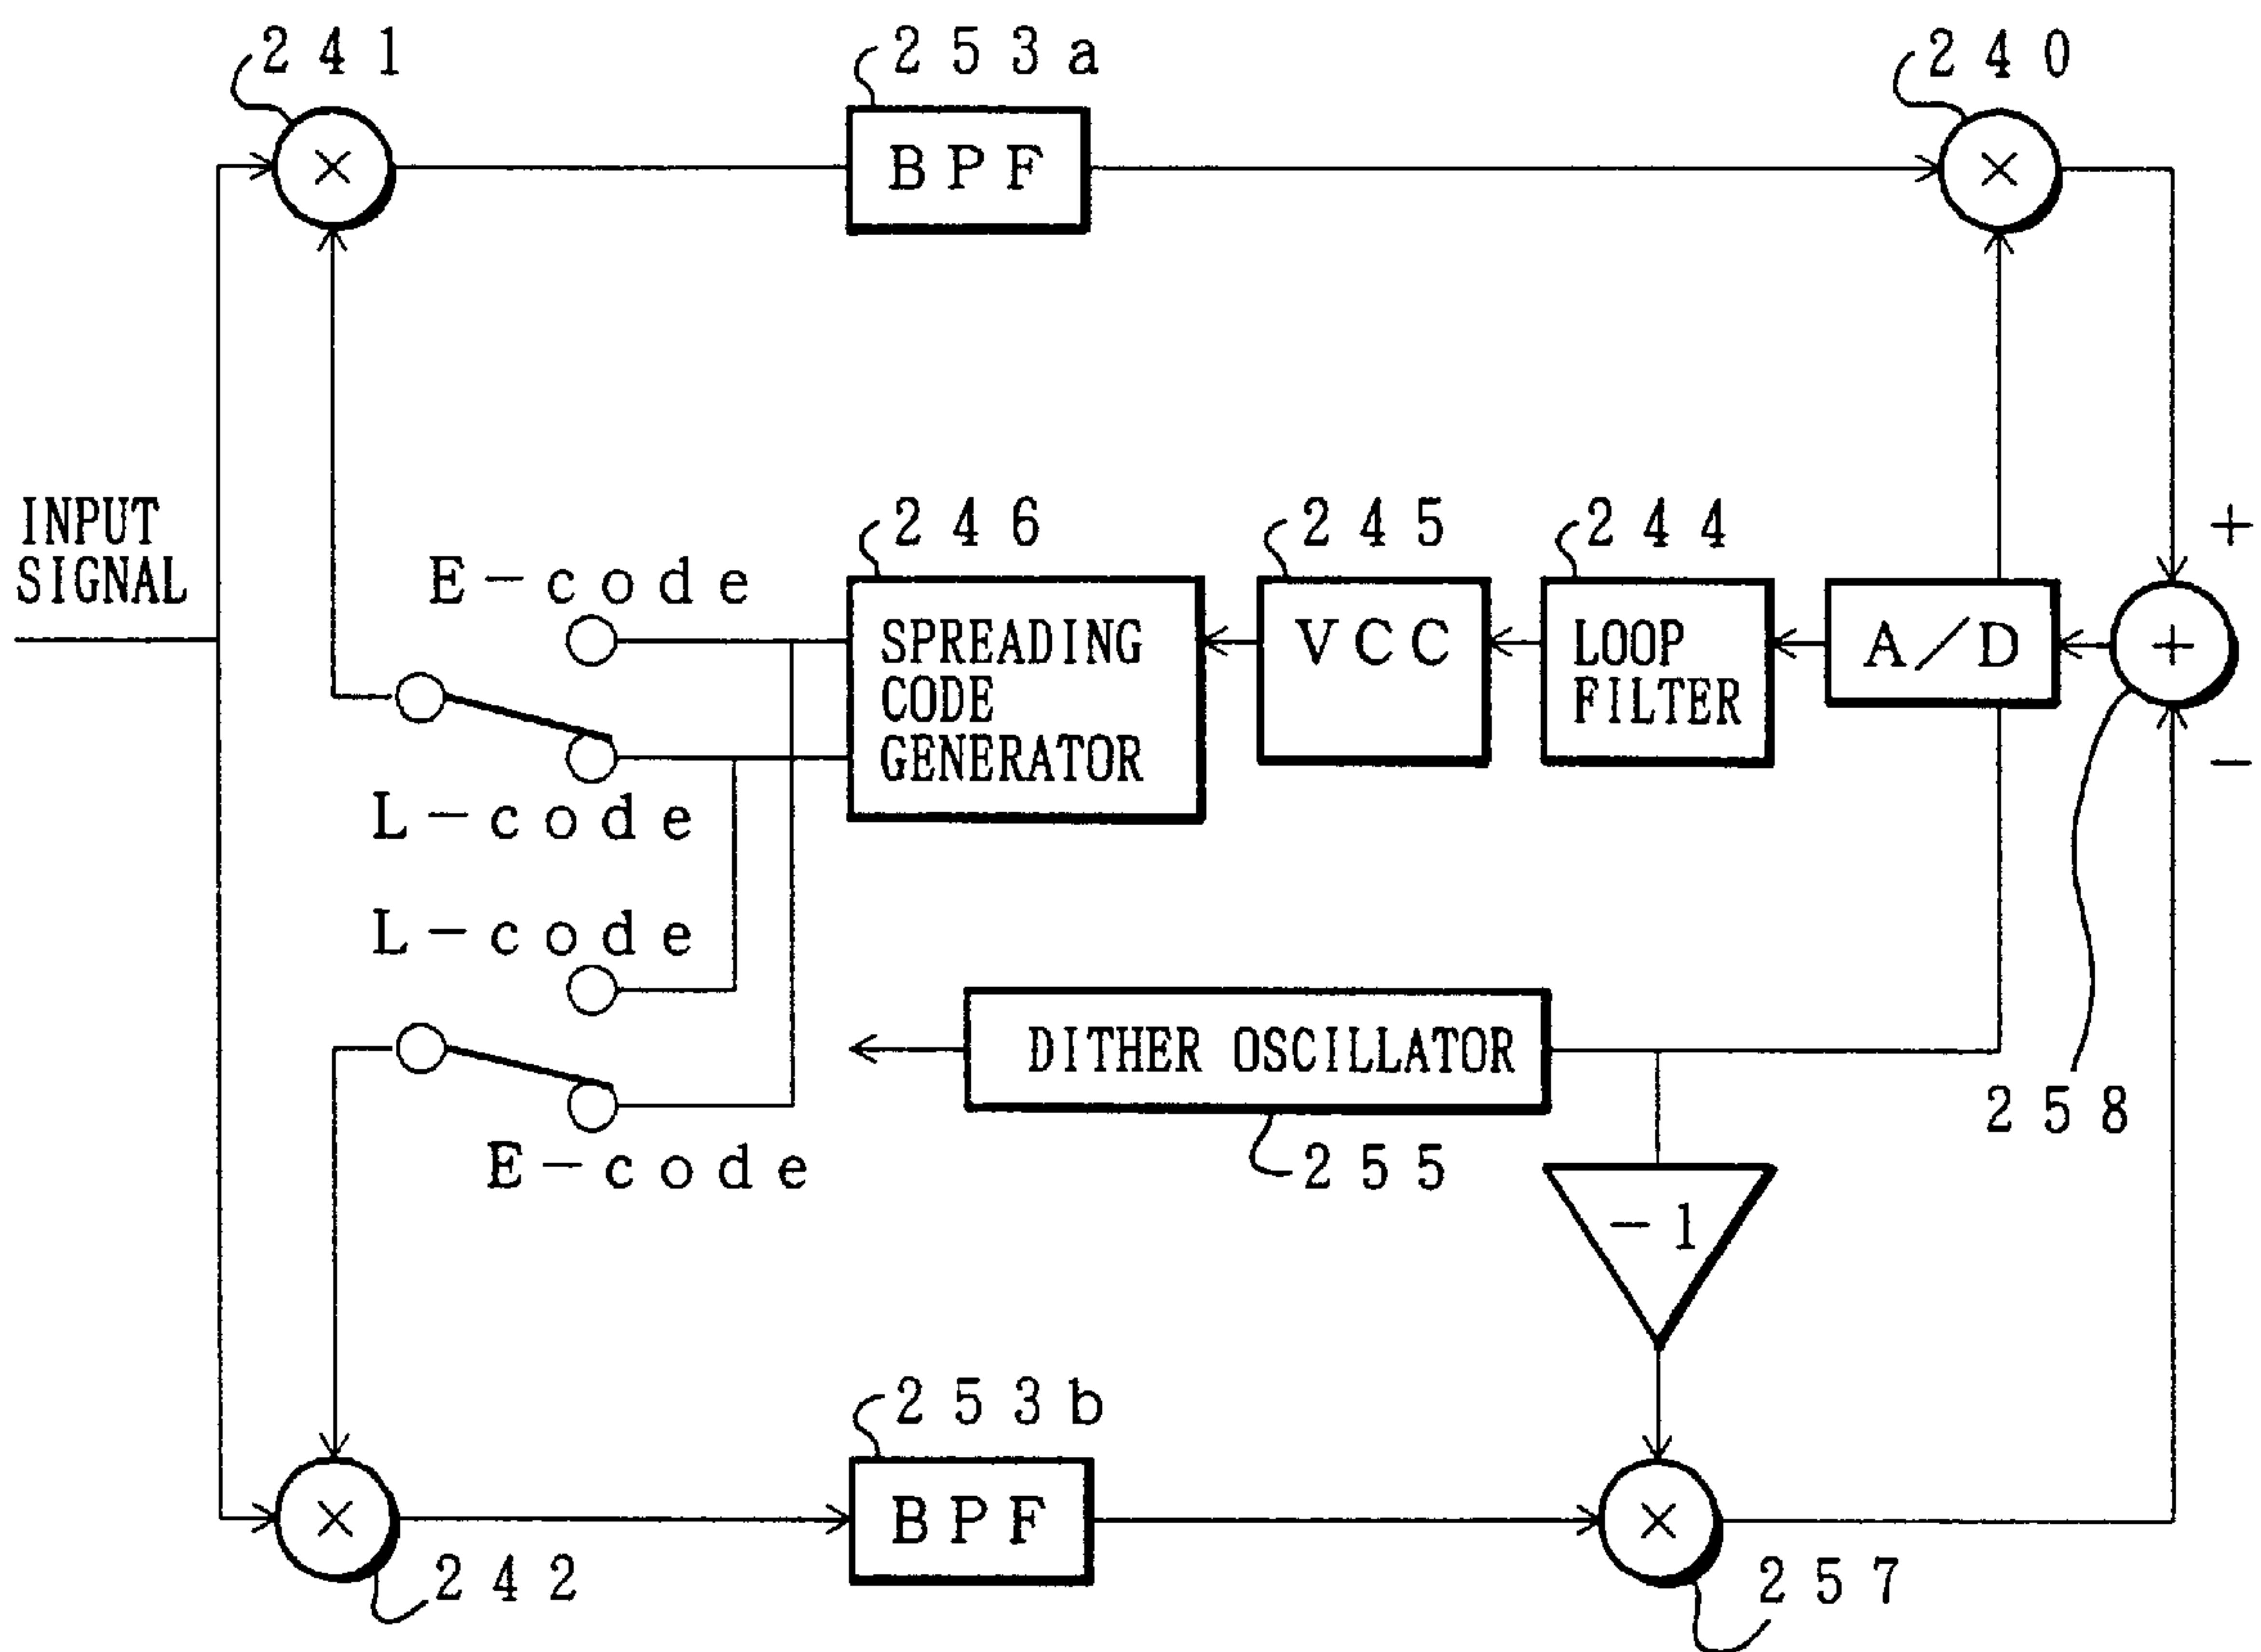 241
253a
240
×
BPF
×
INPUT
SIGNAL
246
245
244
+
E-code
SPREADING
CODE
GENERATOR
VCC
LOOP
FILTER
A/D
+
−
L-code
L-code
DITHER OSCILLATOR
258
E-code
255
-1
253b
×
BPF
×
242
257